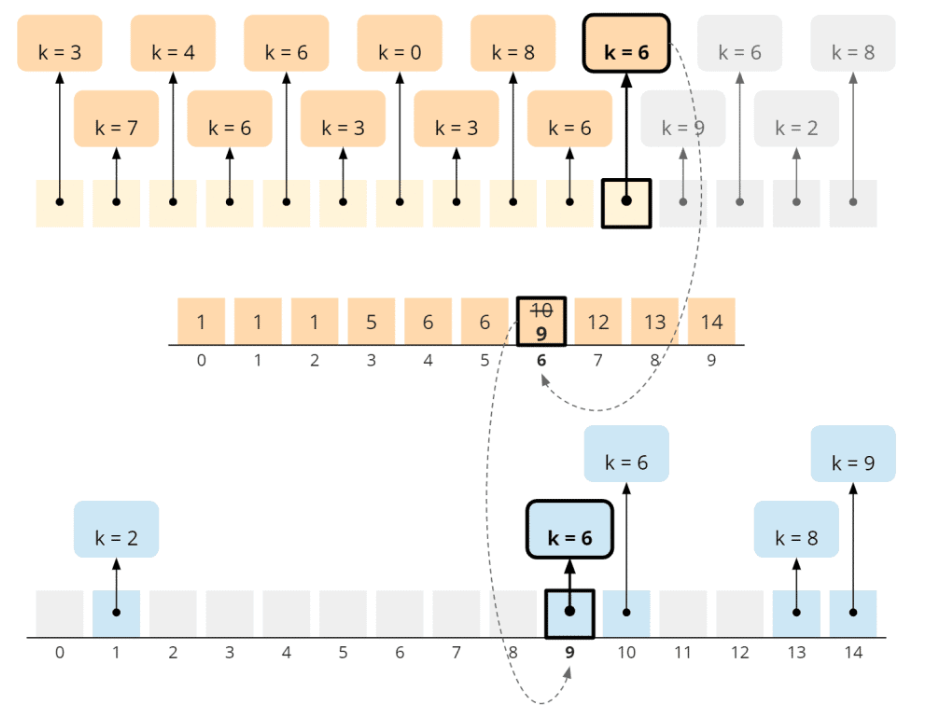 k = 3 k = 4 k = 6 k = 0 k = 8 k = 6 k = 6 k = 8
k = 7 k = 6 k = 3 k = 3 k = 6 k = 9 k = 2
10
1 1 1 5 6 6 9 12 13 14
0 1 2 3 4 5 6 7 8 9
k = 6 k = 9
k = 2 k = 6 k = 8
0 1 2 3 4 5 6 7 8 9 10 11 12 13 14